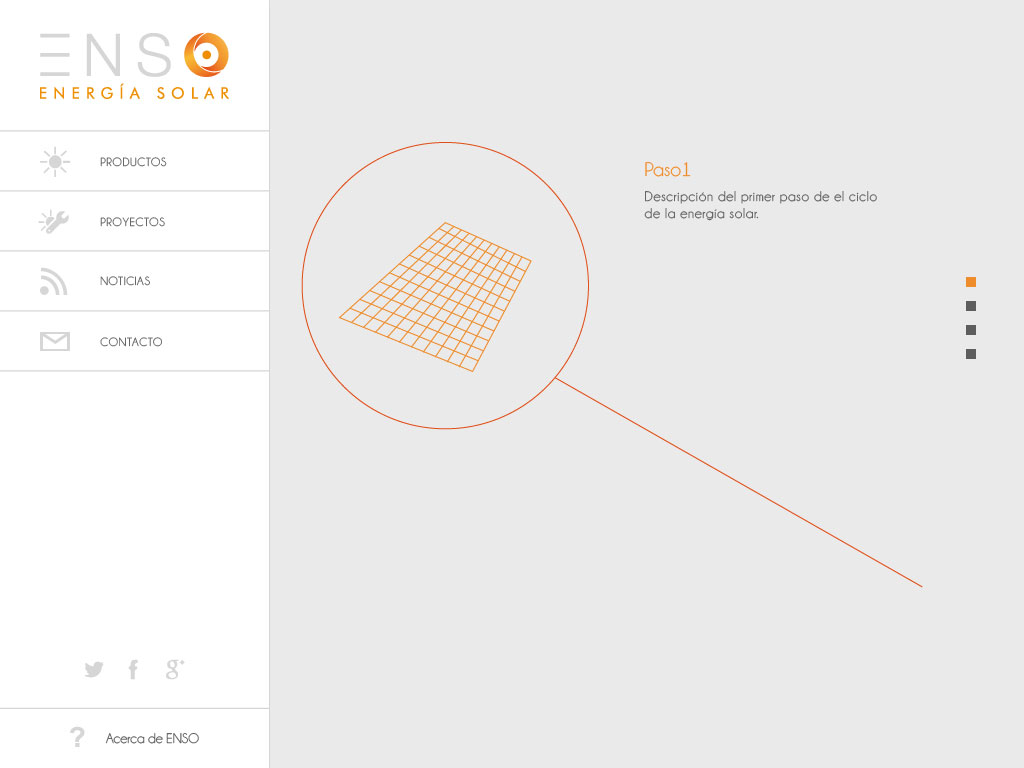 ENSO
ENERGÍA SOLAR
PRODUCTOS
PROYECTOS
NOTICIAS
CONTACTO
Paso1
Descripción del primer paso de el ciclo
de la energía solar.
Acerca de ENSO